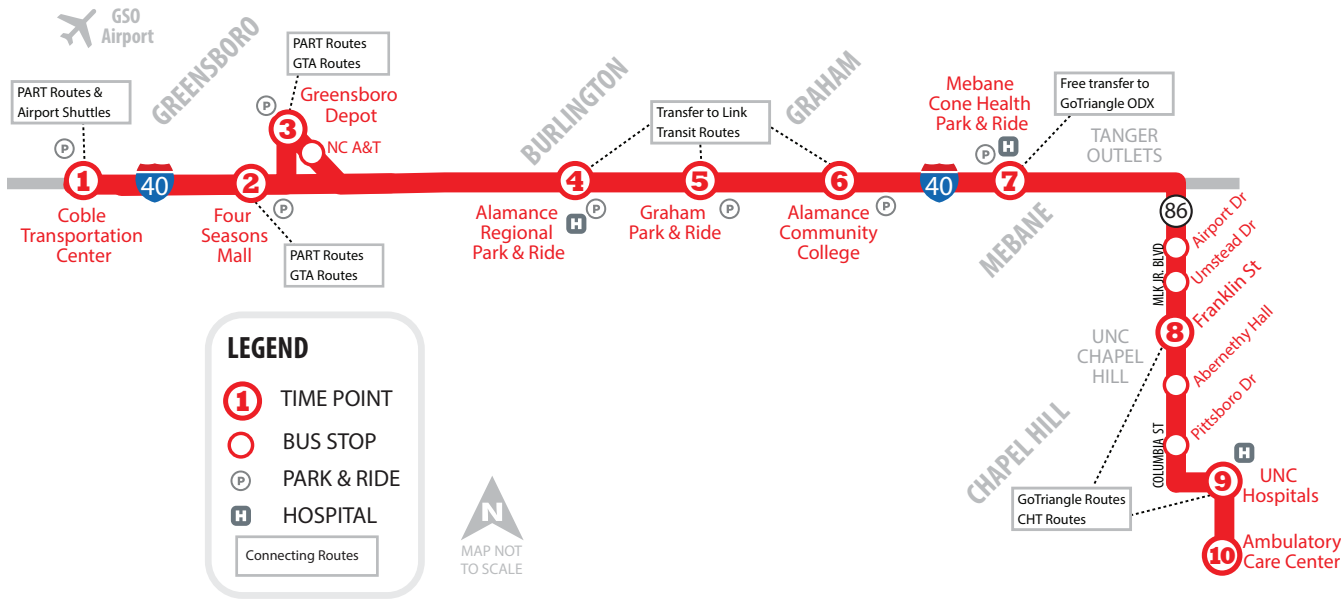 GSO
Airport
GREENSBORO
PART Routes
GTA Routes
PART Routes &
Airport Shuttles
P
P
3
Greensboro
Depot
NC A&T
1
40
2
P
Coble
Transportation
Center
Four
Seasons
Mall
PART Routes
GTA Routes
BURLINGTON
Transfer to Link
Transit Routes
GRAHAM
4
5
6
40
7
H
P
P
P
Alamance
Regional
Park & Ride
Graham
Park & Ride
Alamance
Community
College
Mebane
Cone Health
Park & Ride
P
H
Free transfer to
GoTriangle ODX
TANGER
OUTLETS
MEBANE
86
Airport Dr
MLK JR. BLVD
Umstead Dr
Franklin St
8
UNC
CHAPEL
HILL
Abernethy Hall
Pittsboro Dr
COLUMBIA ST
CHAPEL HILL
GoTriangle Routes
CHT Routes
H
9
UNC
Hospitals
10
Ambulatory
Care Center
LEGEND
1
TIME POINT
BUS STOP
P
PARK & RIDE
H
HOSPITAL
Connecting Routes
N
MAP NOT
TO SCALE